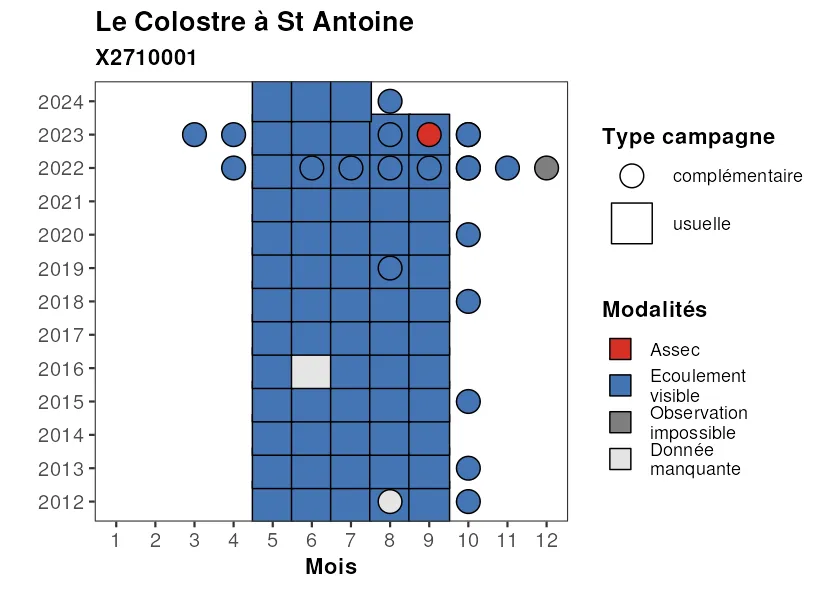 Le Colostre à St Antoine
X2710001
2024
2023
2022
2021
2020
2019
2018
2017
2016
2015
2014
2013
2012
1 2 3 4 5 6 7 8 9 10 11 12
Mois
Type campagne
complémentaire
usuelle
Modalités
Assec
Ecoulement
visible
Observation
impossible
Donnée
manquante